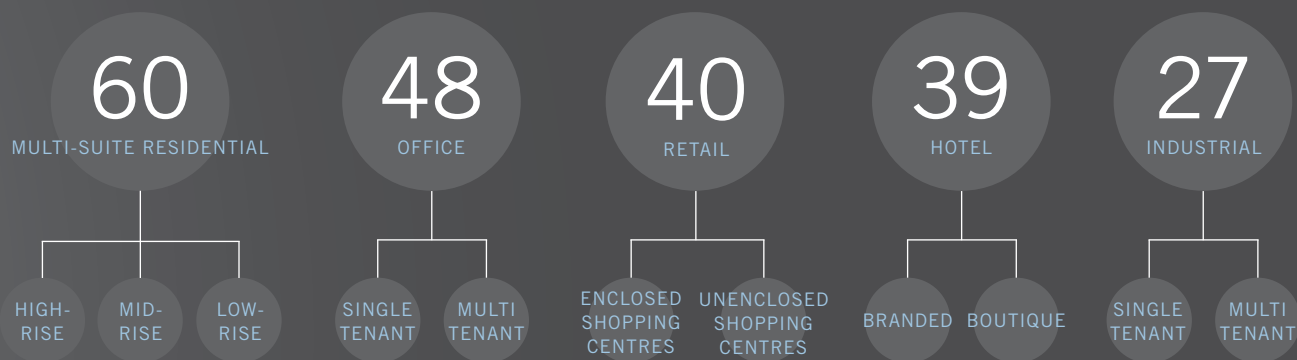 60
MULTI-SUITE RESIDENTIAL
48
OFFICE
40
RETAIL
39
HOTEL
27
INDUSTRIAL
HIGH-
RISE
MID-
RISE
LOW-
RISE
SINGLE
TENANT
MULTI
TENANT
ENCLOSED
SHOPPING
CENTRES
UNENCLOSED
SHOPPING
CENTRES
BRANDED
BOUTIQUE
SINGLE
TENANT
MULTI
TENANT